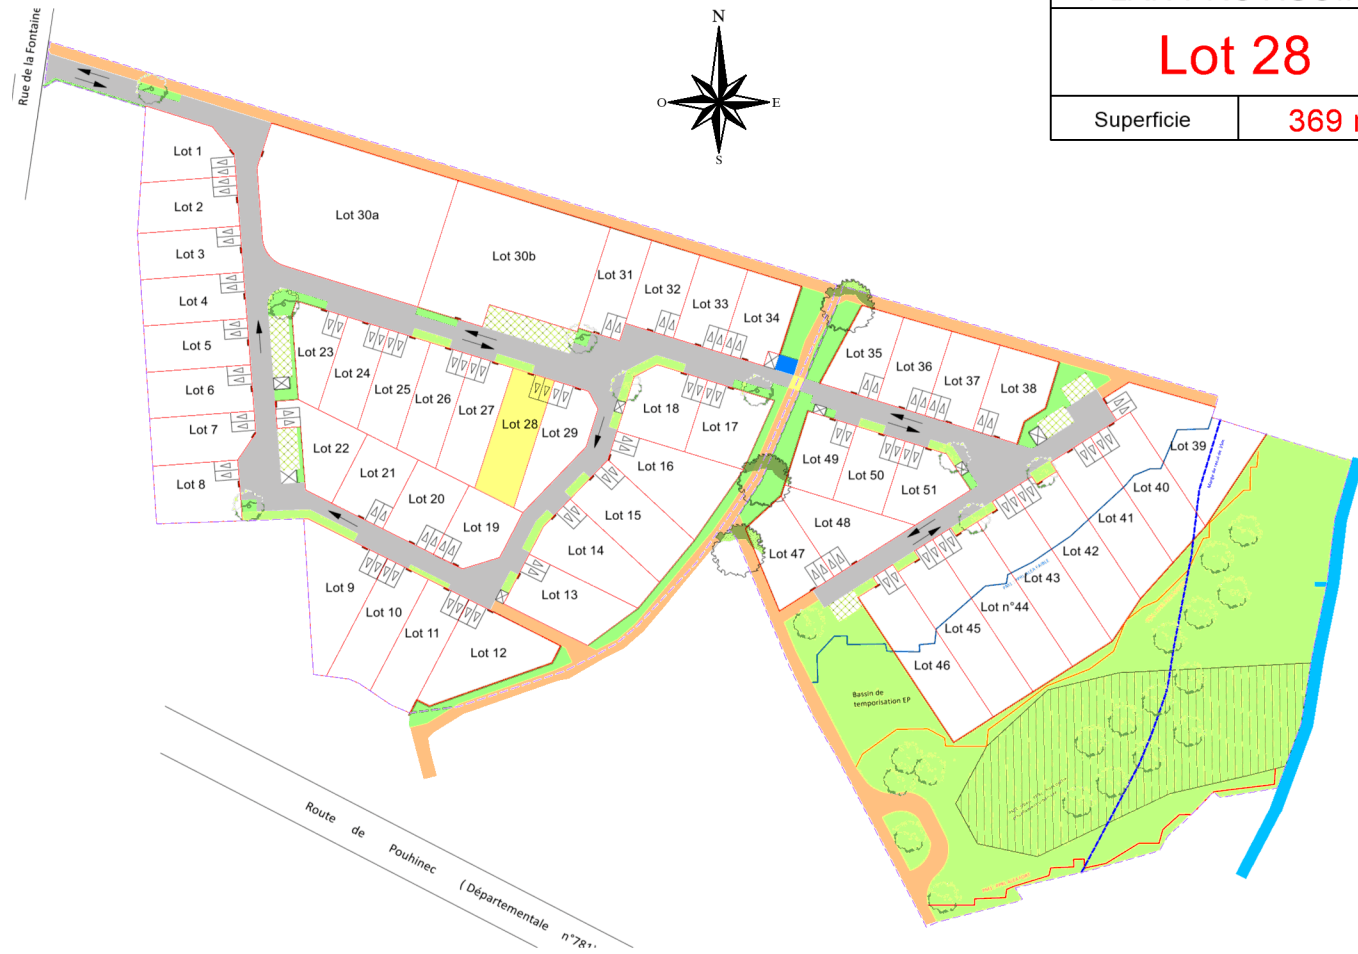 Rue de la Fontaine
N
O
E
S
Lot 28
Superficie
369
Lot 1
Lot 2
Lot 3
Lot 4
Lot 5
Lot 6
Lot 7
Lot 8
Lot 30a
Lot 30b
Lot 31
Lot 32
Lot 33
Lot 34
Lot 35
Lot 36
Lot 37
Lot 38
Lot 23
Lot 24
Lot 25
Lot 26
Lot 27
Lot 28
Lot 29
Lot 18
Lot 17
Lot 16
Lot 15
Lot 14
Lot 13
Lot 22
Lot 21
Lot 20
Lot 19
Lot 9
Lot 10
Lot 11
Lot 12
Lot 49
Lot 50
Lot 51
Lot 48
Lot 47
Lot 39
Lot 40
Lot 41
Lot 42
Lot 43
Lot n°44
Lot 45
Lot 46
Bassin de
temporisation EP
Route de Pouhinec (Départementale n°781